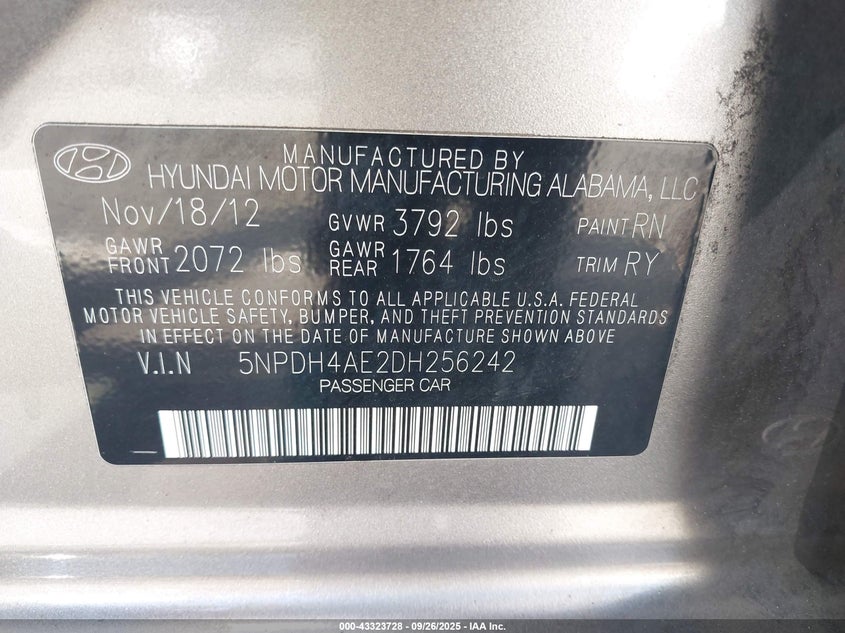 MANUFACTURED BY
HYUNDAI MOTOR MANUFACTURING ALABAMA, LLC
Nov/18/12 GVWR 3792 lbs PAINT RN
GAWR FRONT 2072 lbs GAWR REAR 1764 lbs TRIM RY
THIS VEHICLE CONFORMS TO ALL APPLICABLE U.S.A. FEDERAL
MOTOR VEHICLE SAFETY, BUMPER, AND THEFT PREVENTION STANDARDS
IN EFFECT ON THE DATE OF MANUFACTURE SHOWN ABOVE
V.I.N 5NPDH4AE2DH256242
PASSENGER CAR
000-43323728 - 09/26/2025 - IAA Inc.